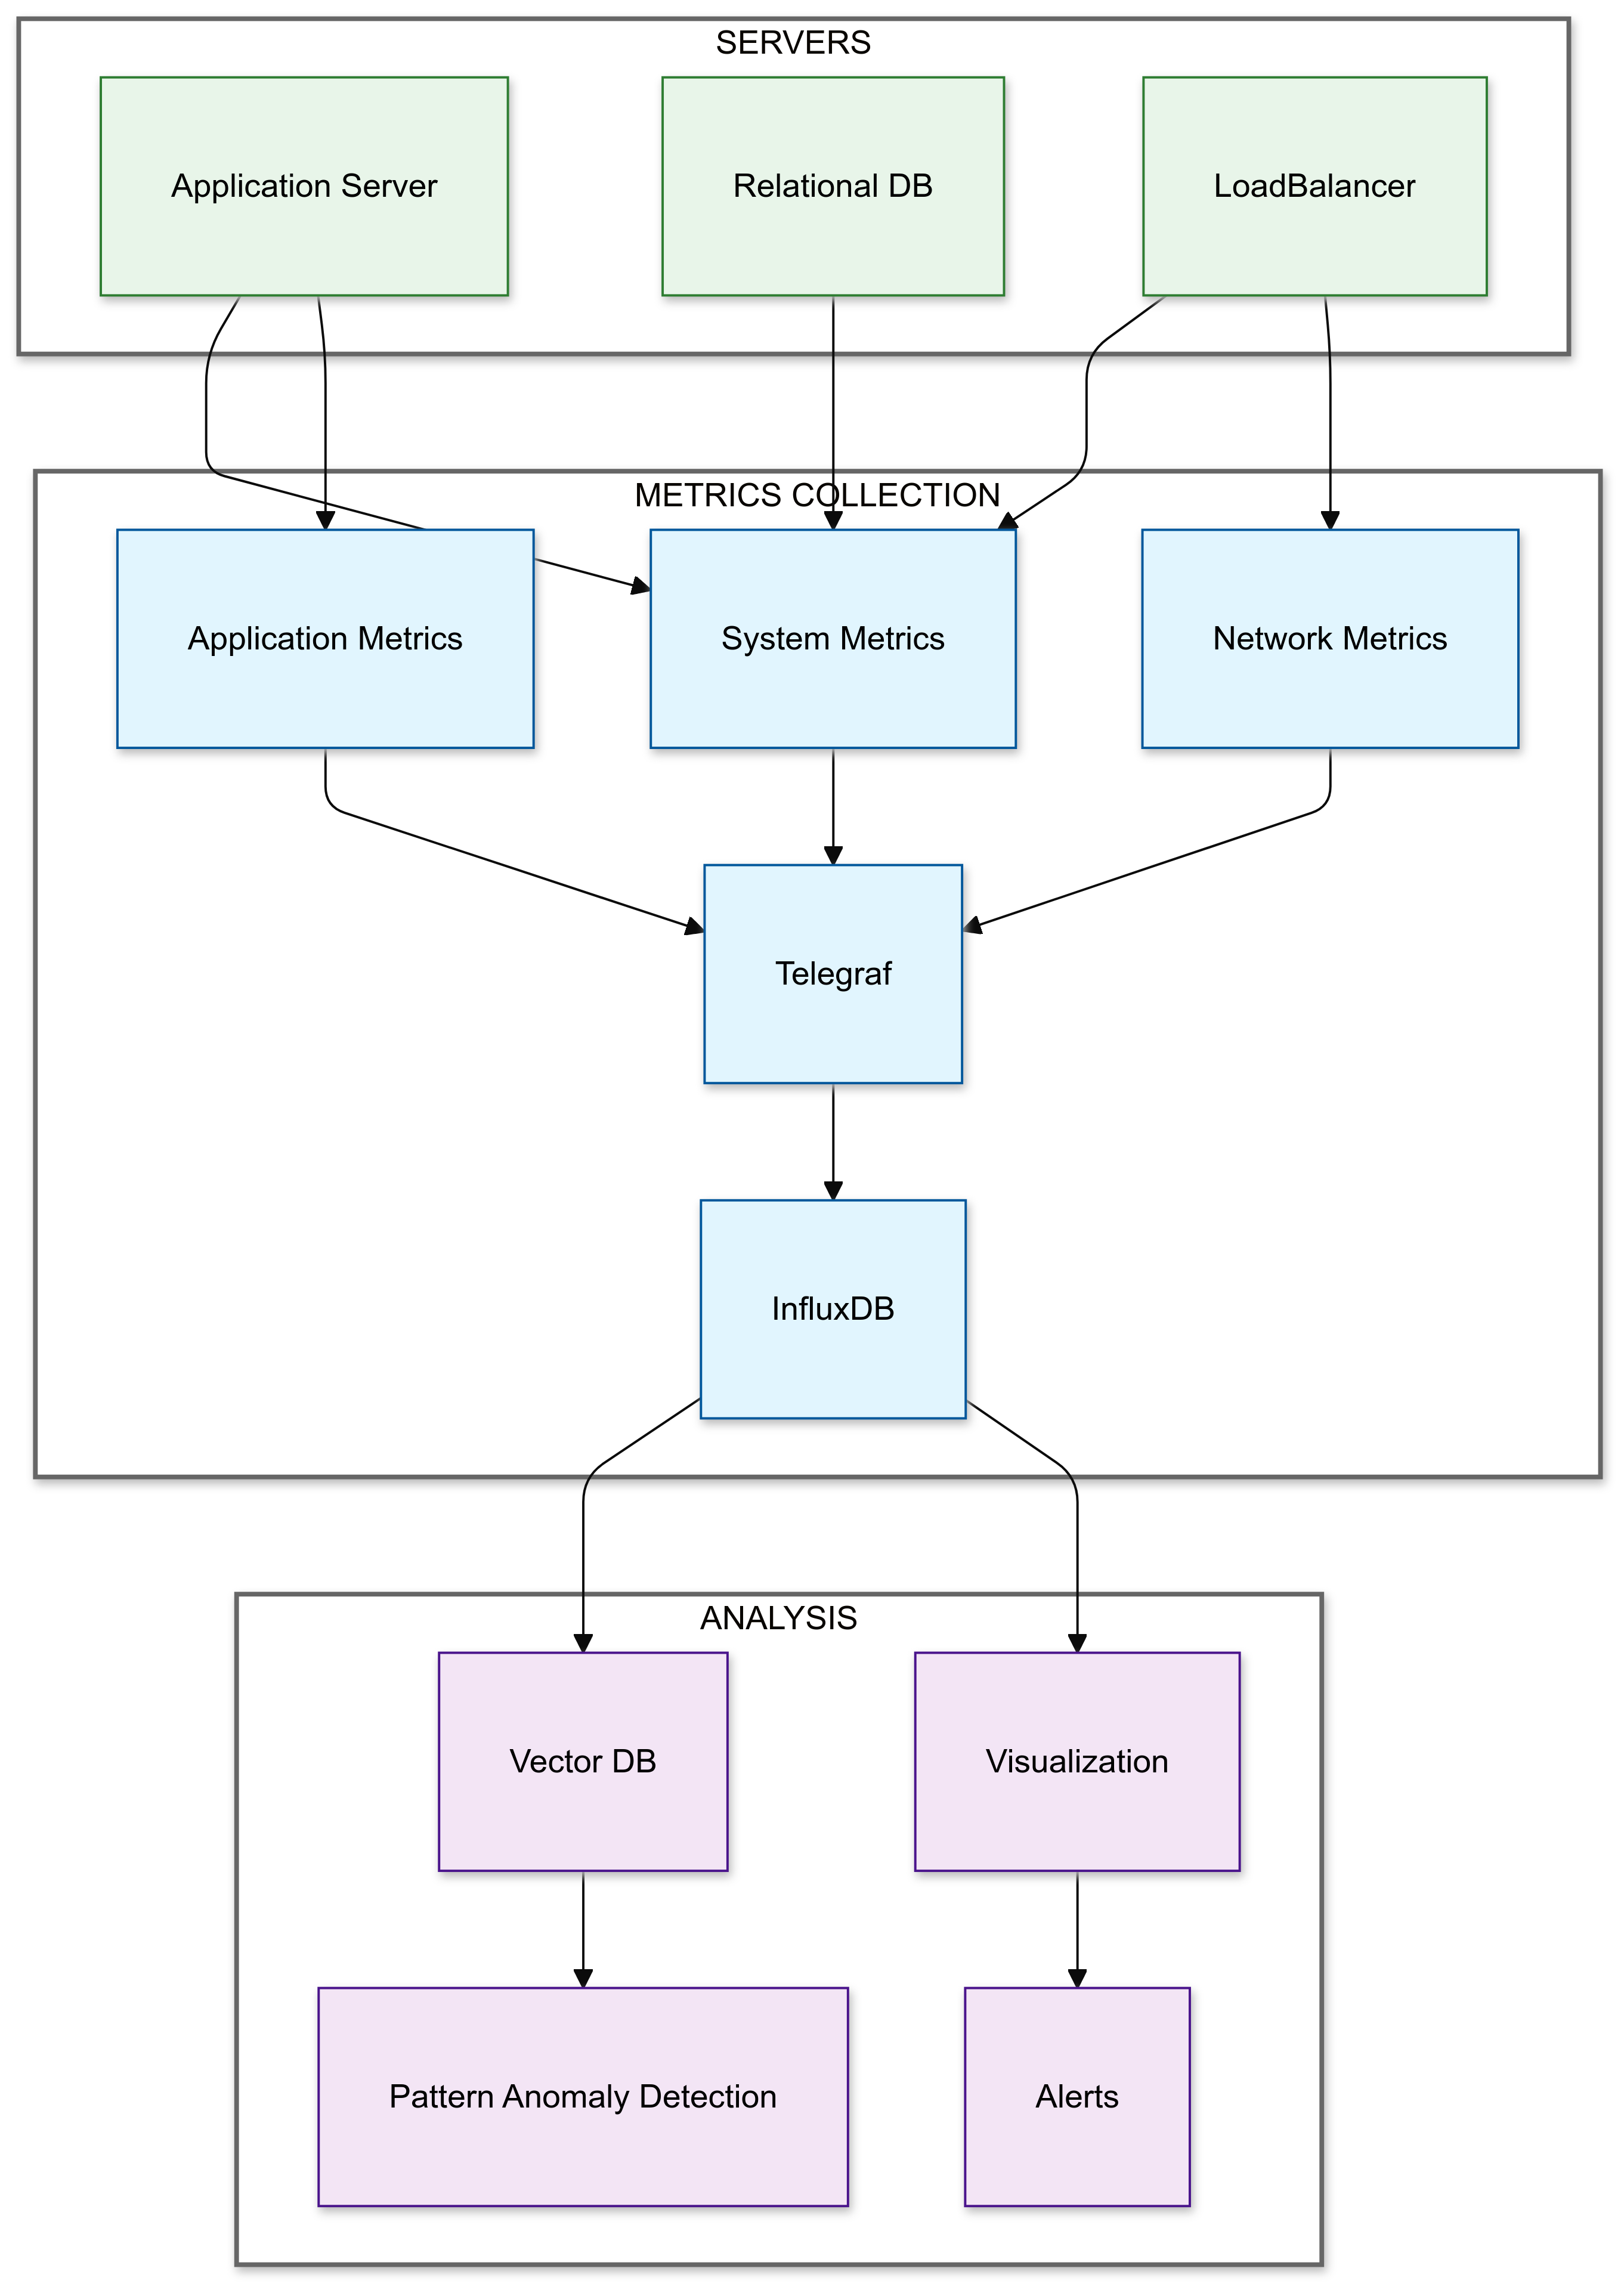 SERVERS
Application Server
Relational DB
LoadBalancer
METRICS COLLECTION
Application Metrics
System Metrics
Network Metrics
Telegraf
InfluxDB
ANALYSIS
Vector DB
Visualization
Pattern Anomaly Detection
Alerts